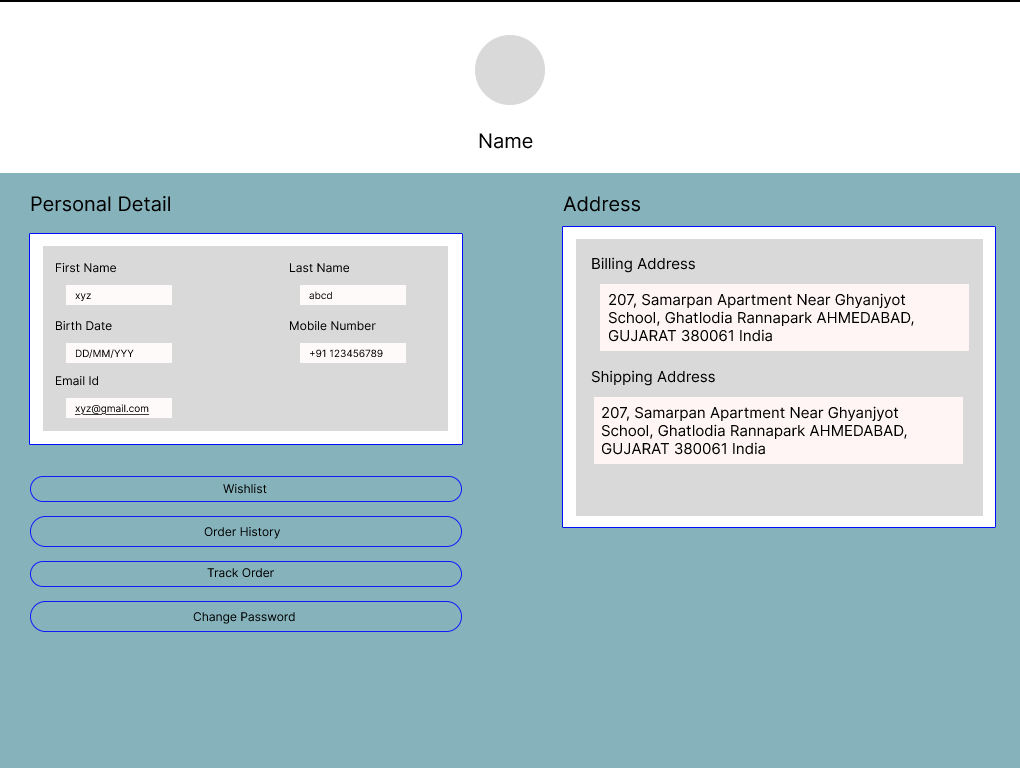 Name
Personal Detail
First Name
Last Name
xyz
abcd
Birth Date
Mobile Number
DD/MM/YYY
+91 123456789
Email Id
xyz@gmail.com
Wishlist
Order History
Track Order
Change Password
Address
Billing Address
207, Samarpan Apartment Near Ghyanjyot
School, Ghatlodia Rannapark AHMEDABAD,
GUJARAT 380061 India
Shipping Address
207, Samarpan Apartment Near Ghyanjyot
School, Ghatlodia Rannapark AHMEDABAD,
GUJARAT 380061 India